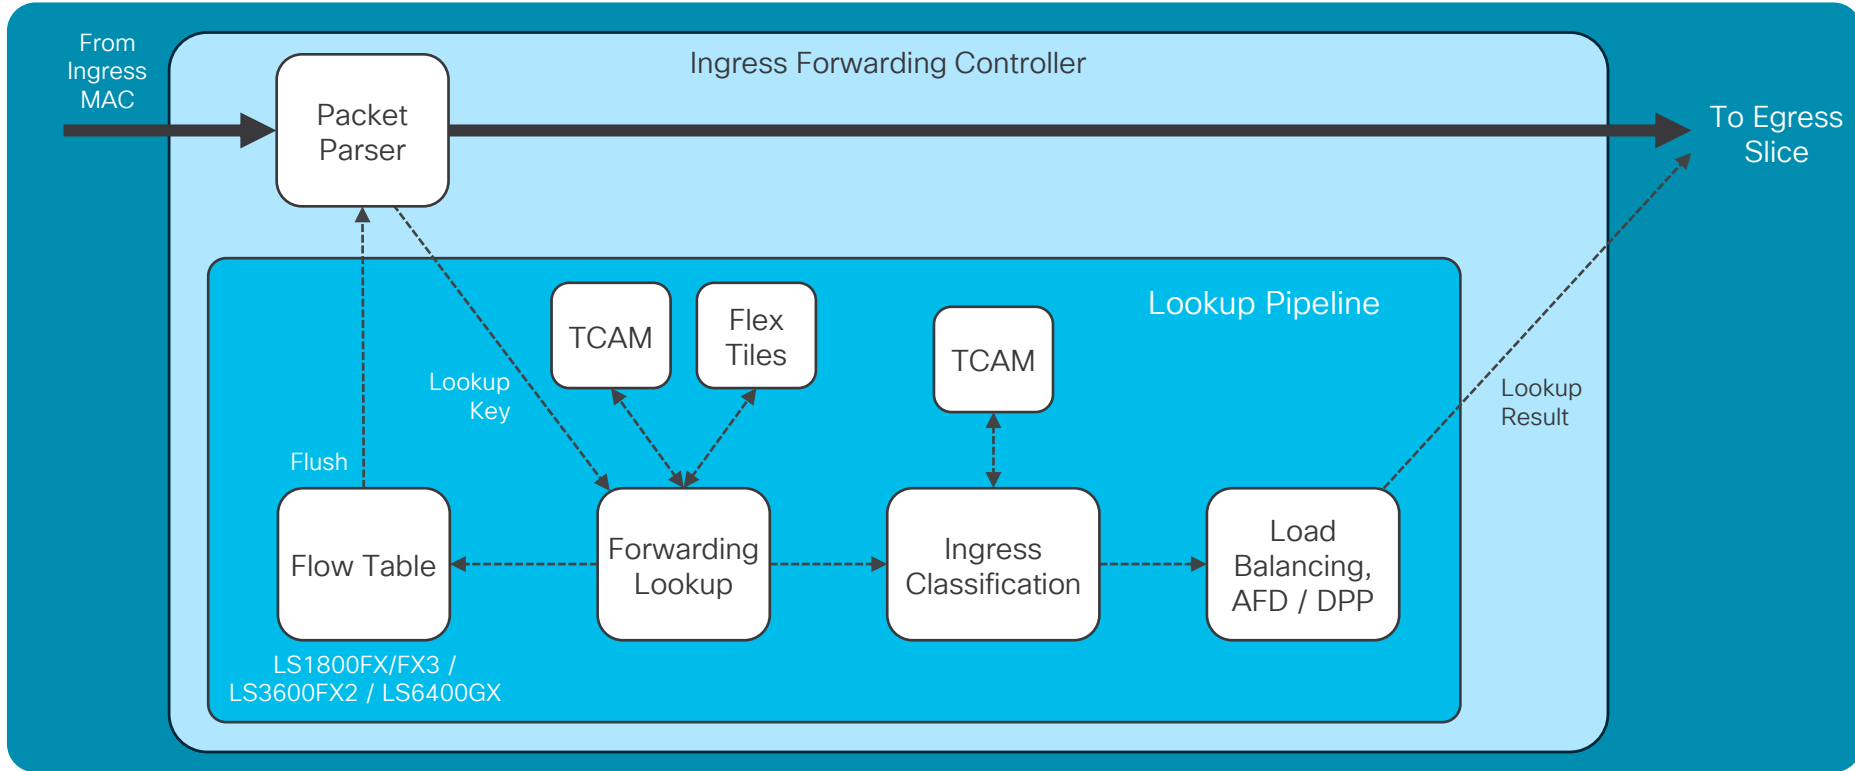 From
Ingress
MAC
Ingress Forwarding Controller
Packet
Parser
To Egress
Slice
Lookup Pipeline
TCAM
Flex
Tiles
TCAM
Lookup
Key
Lookup
Result
Flush
Flow Table
Forwarding
Lookup
Ingress
Classification
Load
Balancing,
AFD / DPP
LS1800FX/FX3 /
LS3600FX2 / LS6400GX